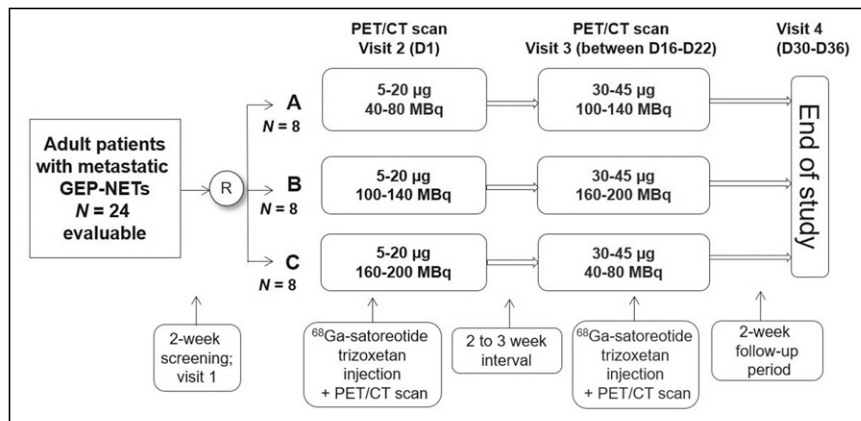 PET/CT scan
Visit 2 (D1)
PET/CT scan
Visit 3 (between D16-D22)
Visit 4
(D30-D36)
Adult patients
with metastatic
GEP-NETs
N = 24
evaluable
R
A
N = 8
5-20 µg
40-80 MBq
30-45 µg
100-140 MBq
B
N = 8
5-20 µg
100-140 MBq
30-45 µg
160-200 MBq
C
N = 8
5-20 µg
160-200 MBq
30-45 µg
40-80 MBq
End of study
2-week
screening;
visit 1
⁶⁸Ga-satoreotide
trizoxetan
injection
+ PET/CT scan
2 to 3 week
interval
⁶⁸Ga-satoreotide
trizoxetan
injection
+ PET/CT scan
2-week
follow-up
period